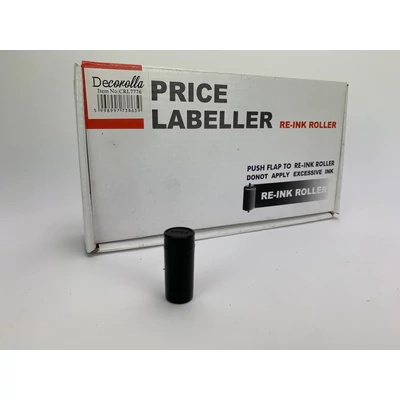 Decorolla
Item No:CRL7776
PRICE
LABELLER RE-INK ROLLER
PUSH FLAP TO RE-INK ROLLER
DONOT APPLY EXCESSIVE INK
RE-INK ROLLER